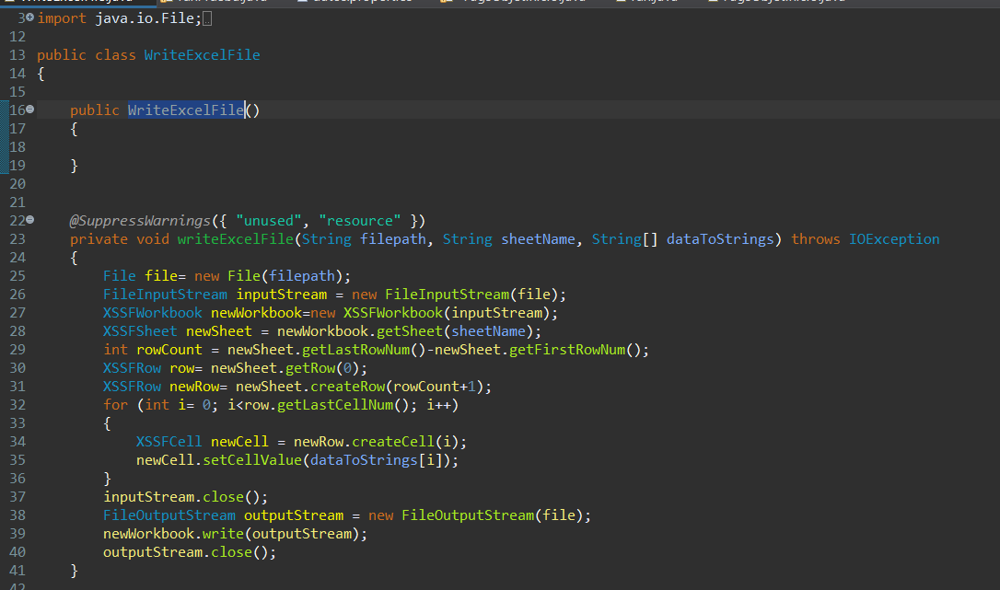 3 import java.io.File;
12
13 public class WriteExcelFile
14 {
15
16 public WriteExcelFile()
17 {
18
19 }
20
21
22 @SuppressWarnings({ "unused", "resource" })
23 private void writeExcelFile(String filepath, String sheetName, String[] dataToStrings) throws IOException
24 {
25 File file= new File(filepath);
26 FileInputStream inputStream = new FileInputStream(file);
27 XSSFWorkbook newWorkbook=new XSSFWorkbook(inputStream);
28 XSSFSheet newSheet = newWorkbook.getSheet(sheetName);
29 int rowCount = newSheet.getLastRowNum()-newSheet.getFirstRowNum();
30 XSSFRow row= newSheet.getRow(0);
31 XSSFRow newRow= newSheet.createRow(rowCount+1);
32 for (int i= 0; i<row.getLastCellNum(); i++)
33 {
34 XSSFCell newCell = newRow.createCell(i);
35 newCell.setCellValue(dataToStrings[i]);
36 }
37 inputStream.close();
38 FileOutputStream outputStream = new FileOutputStream(file);
39 newWorkbook.write(outputStream);
40 outputStream.close();
41 }
42